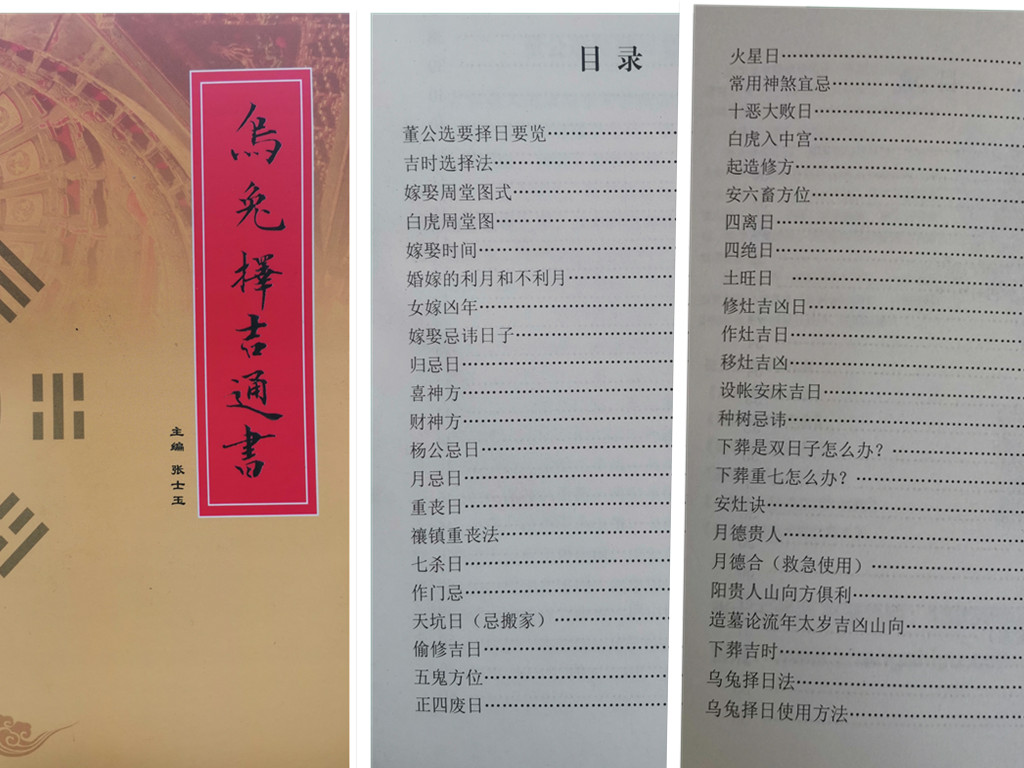 烏兔擇吉通書
主编 张士玉
目录
董公选要择日要览
吉时选择法
嫁娶周堂图式
白虎周堂图
嫁娶时间
婚嫁的利月和不利月
女嫁凶年
嫁娶忌讳日子
归忌日
喜神方
财神方
杨公忌日
月忌日
重丧日
禳镇重丧法
七杀日
作门忌
天坑日（忌搬家）
偷修吉日
五鬼方位
正四废日
火星日
常用神煞宜忌
十恶大败日
白虎入中宫
起造修方
安六畜方位
四离日
四绝日
土旺日
修灶吉凶日
作灶吉日
移灶吉凶
设帐安床吉日
种树忌讳
下葬是双日子怎么办？
下葬重七怎么办？
安灶诀
月德贵人
月德合（救急使用）
阳贵人山向方俱利
造墓论流年太岁吉凶山向
下葬吉时
乌兔择日法
乌兔择日使用方法